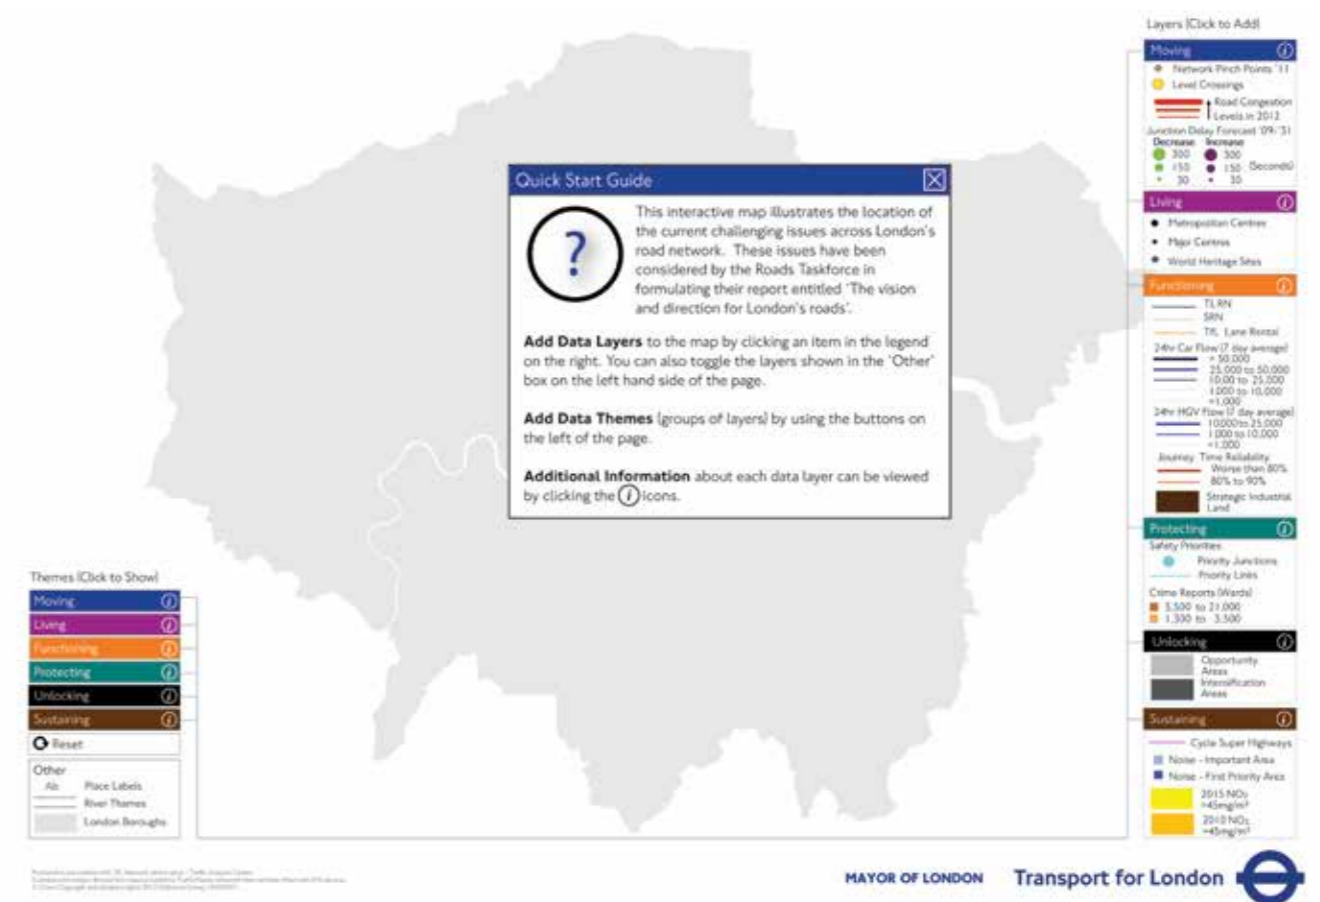 Layers (Click to Add)
Moving
Network Pinch Points '11
Level Crossings
Road Congestion
Levels in 2012
Junction Delay Forecast '09-'31
Decrease Increase
300 300
150 150 (Seconds)
30 30
Living
Metropolitan Centres
Major Centres
World Heritage Sites
Functioning
TLRN
SRN
TfL Lane Rental
24hr Car Flow (7 day average)
> 50,000
25,000 to 50,000
10,00 to 25,000
1,000 to 10,000
<1,000
24hr HGV Flow (7 day average)
10,000 to 25,000
1,000 to 10,000
<1,000
Journey Time Reliability
Worse than 80%
80% to 90%
Strategic Industrial
Land
Protecting
Safety Priorities
Priority Junctions
Priority Links
Crime Reports (Wards)
3,500 to 21,000
1,300 to 3,500
Unlocking
Opportunity
Areas
Intensification
Areas
Sustaining
Cycle Super Highways
Noise - Important Area
Noise - First Priority Area
2015 NO₂
>45mg/m³
2010 NO₂
>45mg/m³
Quick Start Guide
?
This interactive map illustrates the location of
the current challenging issues across London's
road network. These issues have been
considered by the Roads Taskforce in
formulating their report entitled 'The vision
and direction for London's roads'.
Add Data Layers to the map by clicking an item in the legend
on the right. You can also toggle the layers shown in the 'Other'
box on the left hand side of the page.
Add Data Themes (groups of layers) by using the buttons on
the left of the page.
Additional Information about each data layer can be viewed
by clicking the i icons.
Themes (Click to Show)
Moving
Living
Functioning
Protecting
Unlocking
Sustaining
Reset
Other
Place Labels
River Thames
London Boroughs
MAYOR OF LONDON
Transport for London